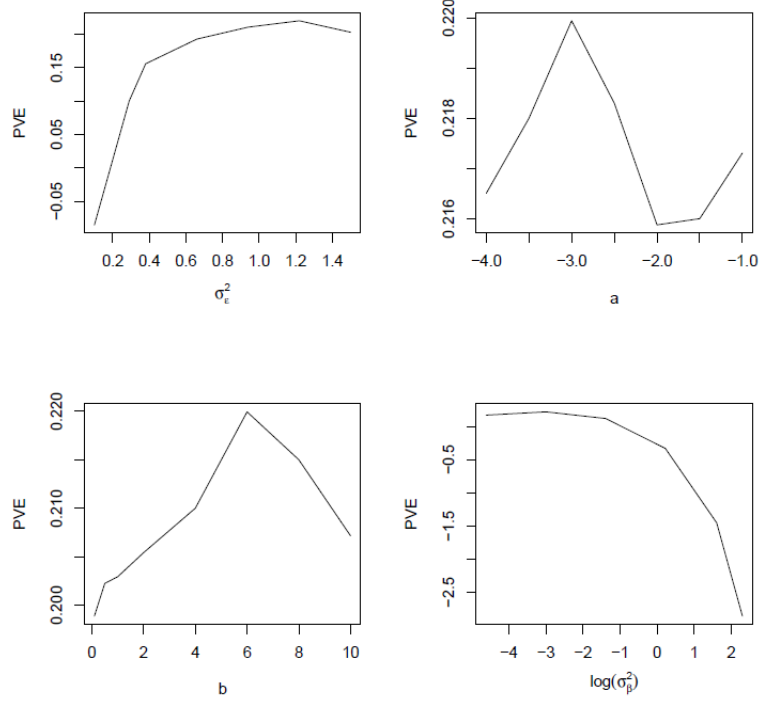 PVE
0.15
0.05
−0.05
0.2 0.4 0.6 0.8 1.0 1.2 1.4
σ²ε
PVE
0.220
0.218
0.216
−4.0 −3.0 −2.0 −1.0
a
PVE
0.220
0.210
0.200
0 2 4 6 8 10
b
PVE
−0.5
−1.5
−2.5
−4 −3 −2 −1 0 1 2
log(σ²β)